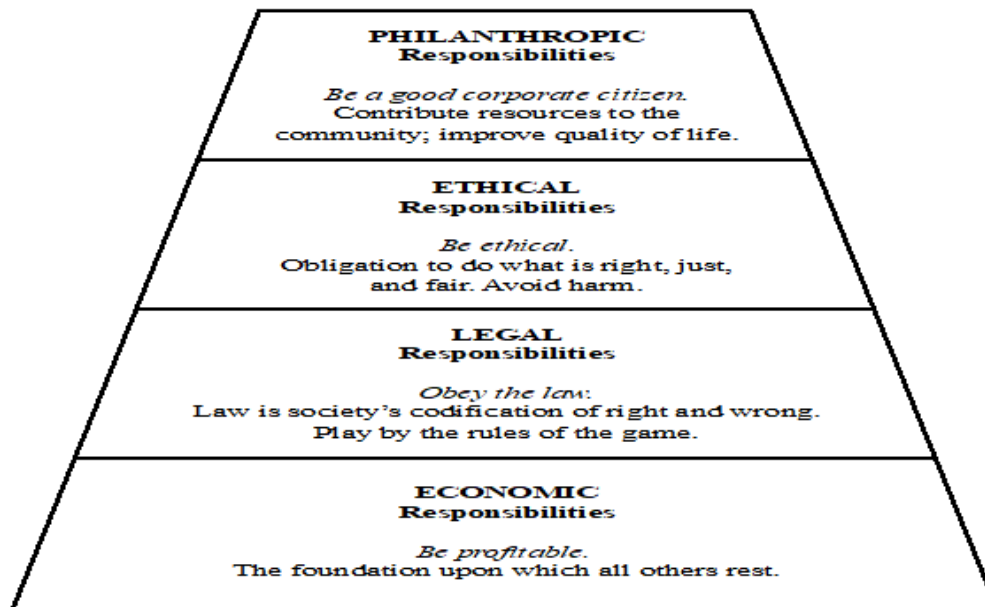 PHILANTHROPIC
Responsibilities
Be a good corporate citizen.
Contribute resources to the
community; improve quality of life.
ETHICAL
Responsibilities
Be ethical.
Obligation to do what is right, just,
and fair. Avoid harm.
LEGAL
Responsibilities
Obey the law.
Law is society’s codification of right and wrong.
Play by the rules of the game.
ECONOMIC
Responsibilities
Be profitable.
The foundation upon which all others rest.